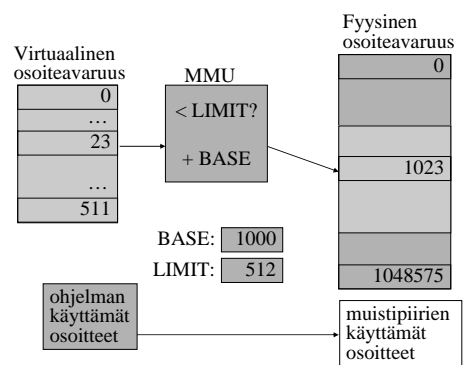 Virtuaalinen
osoiteavaruus
0
…
23
…
511
MMU
< LIMIT?
+ BASE
Fyysinen
osoiteavaruus
0
1023
1048575
BASE: 1000
LIMIT: 512
ohjelman
käyttämät
osoitteet
muistipiirien
käyttämät
osoitteet